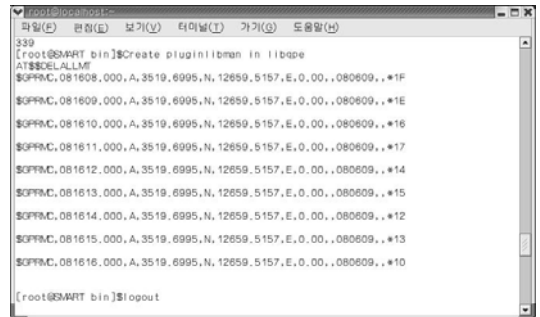 root@localhost:~
파일(F) 편집(E) 보기(V) 터미널(T) 가기(G) 도움말(H)
339
[root@SMART bin]$Create pluginlibman in libqpe
AT$$DELALLMT
$GPRMC,081608.000,A,3519.6995,N,12659.5157,E,0.00,,080609,,*1F
$GPRMC,081609.000,A,3519.6995,N,12659.5157,E,0.00,,080609,,*1E
$GPRMC,081610.000,A,3519.6995,N,12659.5157,E,0.00,,080609,,*16
$GPRMC,081611.000,A,3519.6995,N,12659.5157,E,0.00,,080609,,*17
$GPRMC,081612.000,A,3519.6995,N,12659.5157,E,0.00,,080609,,*14
$GPRMC,081613.000,A,3519.6995,N,12659.5157,E,0.00,,080609,,*15
$GPRMC,081614.000,A,3519.6995,N,12659.5157,E,0.00,,080609,,*12
$GPRMC,081615.000,A,3519.6995,N,12659.5157,E,0.00,,080609,,*13
$GPRMC,081616.000,A,3519.6995,N,12659.5157,E,0.00,,080609,,*10
[root@SMART bin]$logout